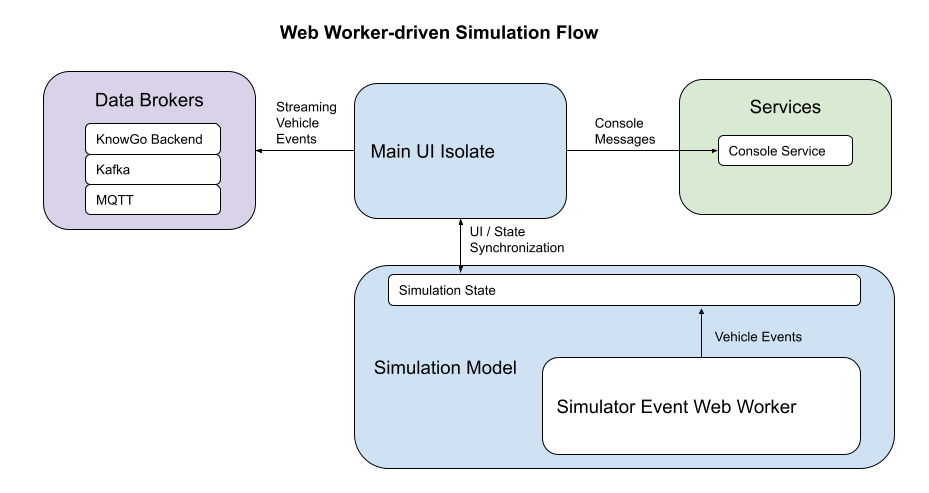 Web Worker-driven Simulation Flow
Data Brokers
KnowGo Backend
Kafka
MQTT
Streaming
Vehicle
Events
Main UI Isolate
Console
Messages
Services
Console Service
UI / State
Synchronization
Simulation State
Vehicle Events
Simulation Model
Simulator Event Web Worker